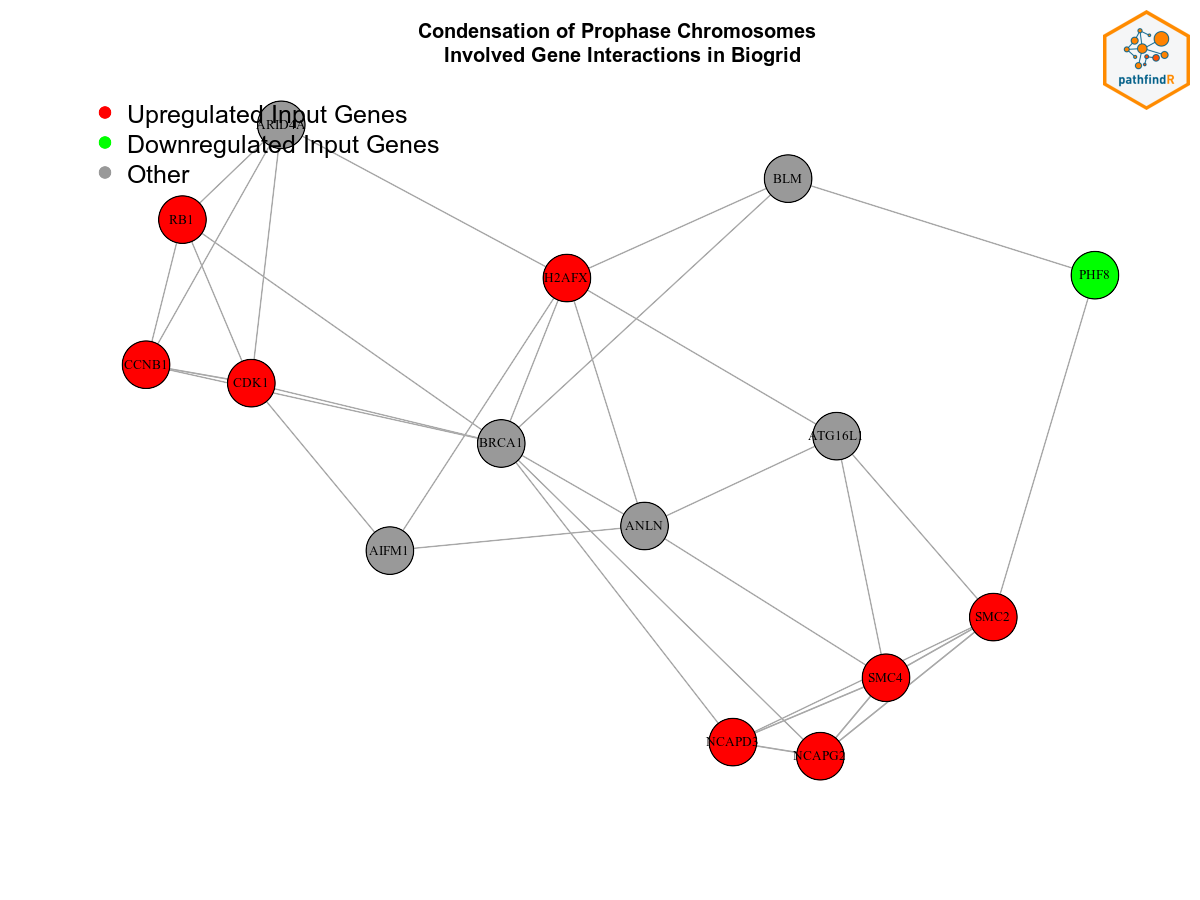 Condensation of Prophase Chromosomes
Involved Gene Interactions in Biogrid
pathfindR
Upregulated Input Genes
ARID4A
Downregulated Input Genes
Other
BLM
RB1
H2AFX
PHF8
CCNB1
CDK1
BRCA1
ATG16L1
ANLN
AIFM1
SMC2
SMC4
NCAPD3
NCAPG2